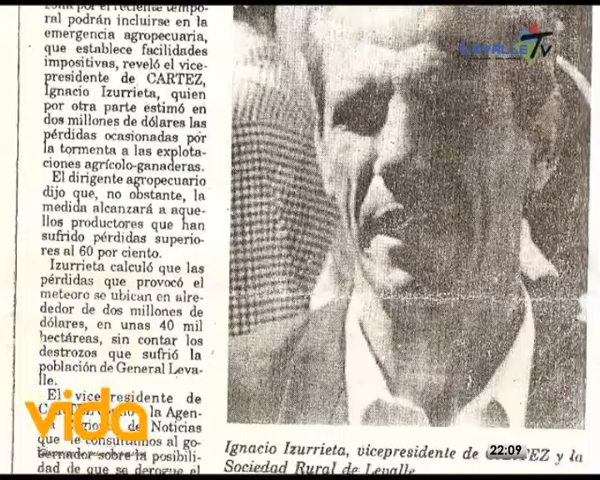 zona por el reciente tempo-
ral podrán incluirse en la
emergencia agropecuaria,
que establece facilidades
impositivas, reveló el vice-
presidente de CARTEZ,
Ignacio Izurrieta, quien
por otra parte estimó en
dos millones de dólares las
pérdidas ocasionadas por
la tormenta a las explota-
ciones agrícolo-ganaderas.
El dirigente agropecuario
dijo que, no obstante, la
medida alcanzará a aque-
llos productores que han
sufrido pérdidas superio-
res al 60 por ciento.
Izurrieta calculó que las
pérdidas que provocó el
meteoro se ubican en alre-
dedor de dos millones de
dólares, en unas 40 mil
hectáreas, sin contar los
destrozos que sufrió la
población de General Leva-
lle.
El vicepresidente de
la Agen-
de Noticias
que le consultamos al go-
bernador sobre la posibili-
dad de que se derogue el
Ignacio Izurrieta, vicepresidente de CARTEZ y la
Sociedad Rural de Levalle
LEVALLE TV
vida
22:09